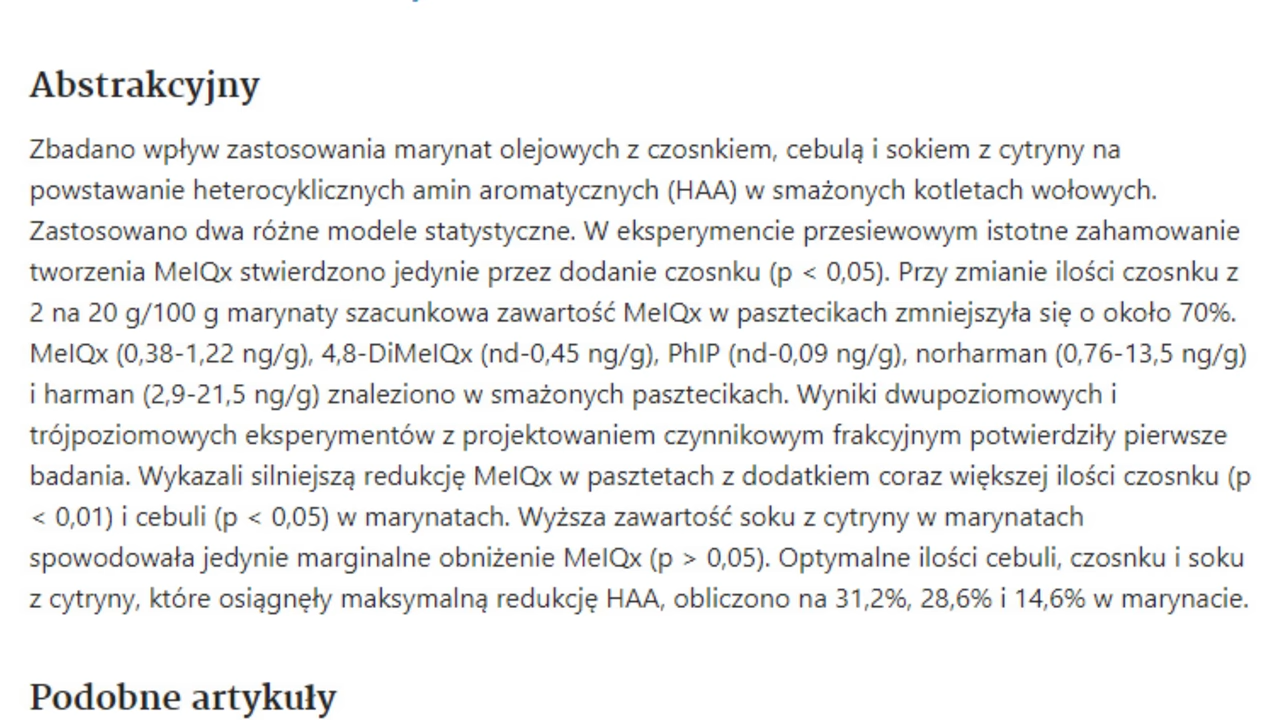 Abstrakcyjny
Zbadano wpływ zastosowania marynat olejowych z czosnkiem, cebulą i sokiem z cytryny na
powstawanie heterocyklicznych amin aromatycznych (HAA) w smażonych kotletach wołowych.
Zastosowano dwa różne modele statystyczne. W eksperymencie przesiewowym istotne zahamowanie
tworzenia MeIQx stwierdzono jedynie przez dodanie czosnku (p < 0,05). Przy zmianie ilości czosnku z
2 na 20 g/100 g marynaty szacunkowa zawartość MeIQx w pasztecikach zmniejszyła się o około 70%.
MeIQx (0,38-1,22 ng/g), 4,8-DiMeIQx (nd-0,45 ng/g), PhIP (nd-0,09 ng/g), norharman (0,76-13,5 ng/g)
i harman (2,9-21,5 ng/g) znaleziono w smażonych pasztecikach. Wyniki dwupoziomowych i
trójpoziomowych eksperymentów z projektowaniem czynnikowym frakcyjnym potwierdziły pierwsze
badania. Wykazali silniejszą redukcję MeIQx w pasztetach z dodatkiem coraz większej ilości czosnku (p
< 0,01) i cebuli (p < 0,05) w marynatach. Wyższa zawartość soku z cytryny w marynatach
spowodowała jedynie marginalne obniżenie MeIQx (p > 0,05). Optymalne ilości cebuli, czosnku i soku
z cytryny, które osiągnęły maksymalną redukcję HAA, obliczono na 31,2%, 28,6% i 14,6% w marynacie.
Podobne artykuły